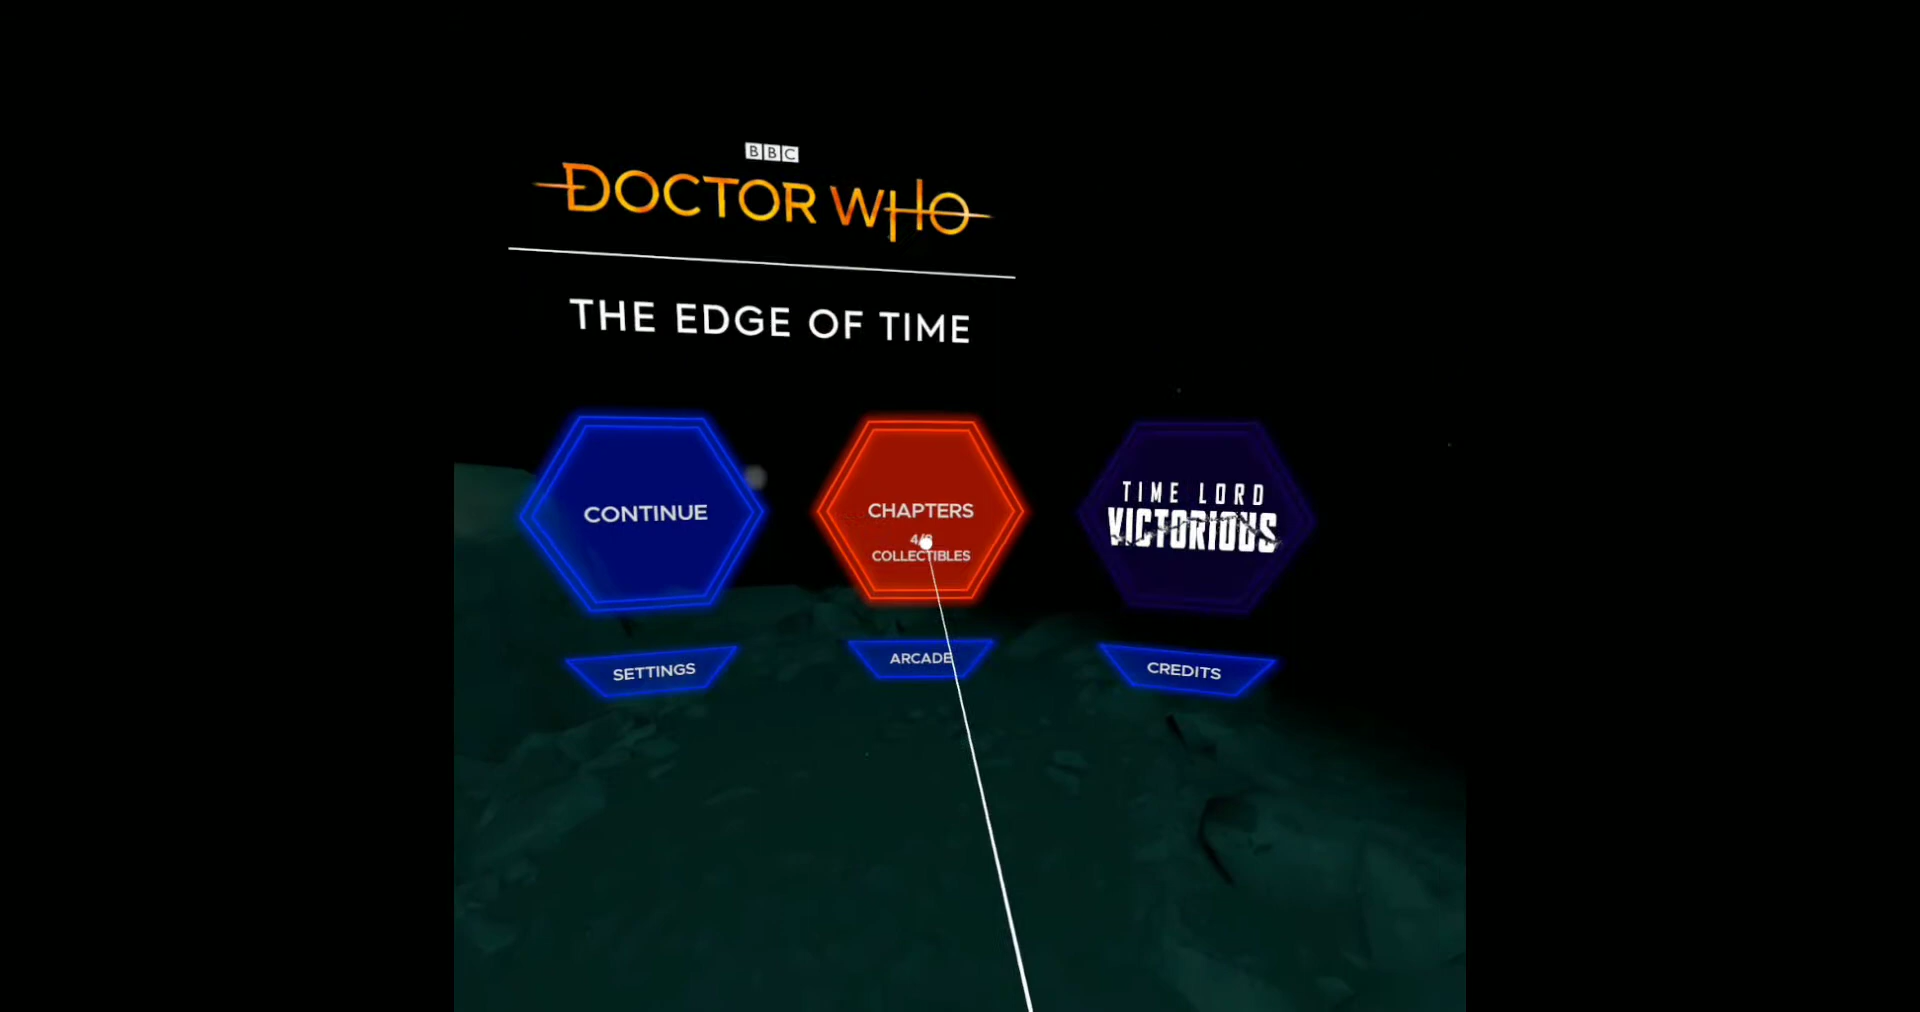 BBC
DOCTOR WHO
THE EDGE OF TIME
CONTINUE
CHAPTERS
COLLECTIBLES
TIME LORD
VICTORIOUS
SETTINGS
ARCADE
CREDITS